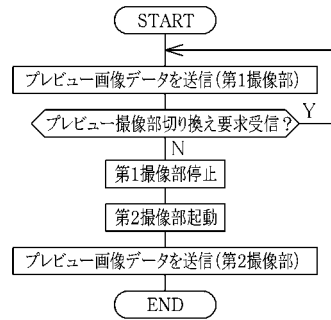 START
プレビュー画像データを送信(第1撮像部)
プレビュー撮像部切り換え要求受信?
Y
N
第1撮像部停止
第2撮像部起動
プレビュー画像データを送信(第2撮像部)
END